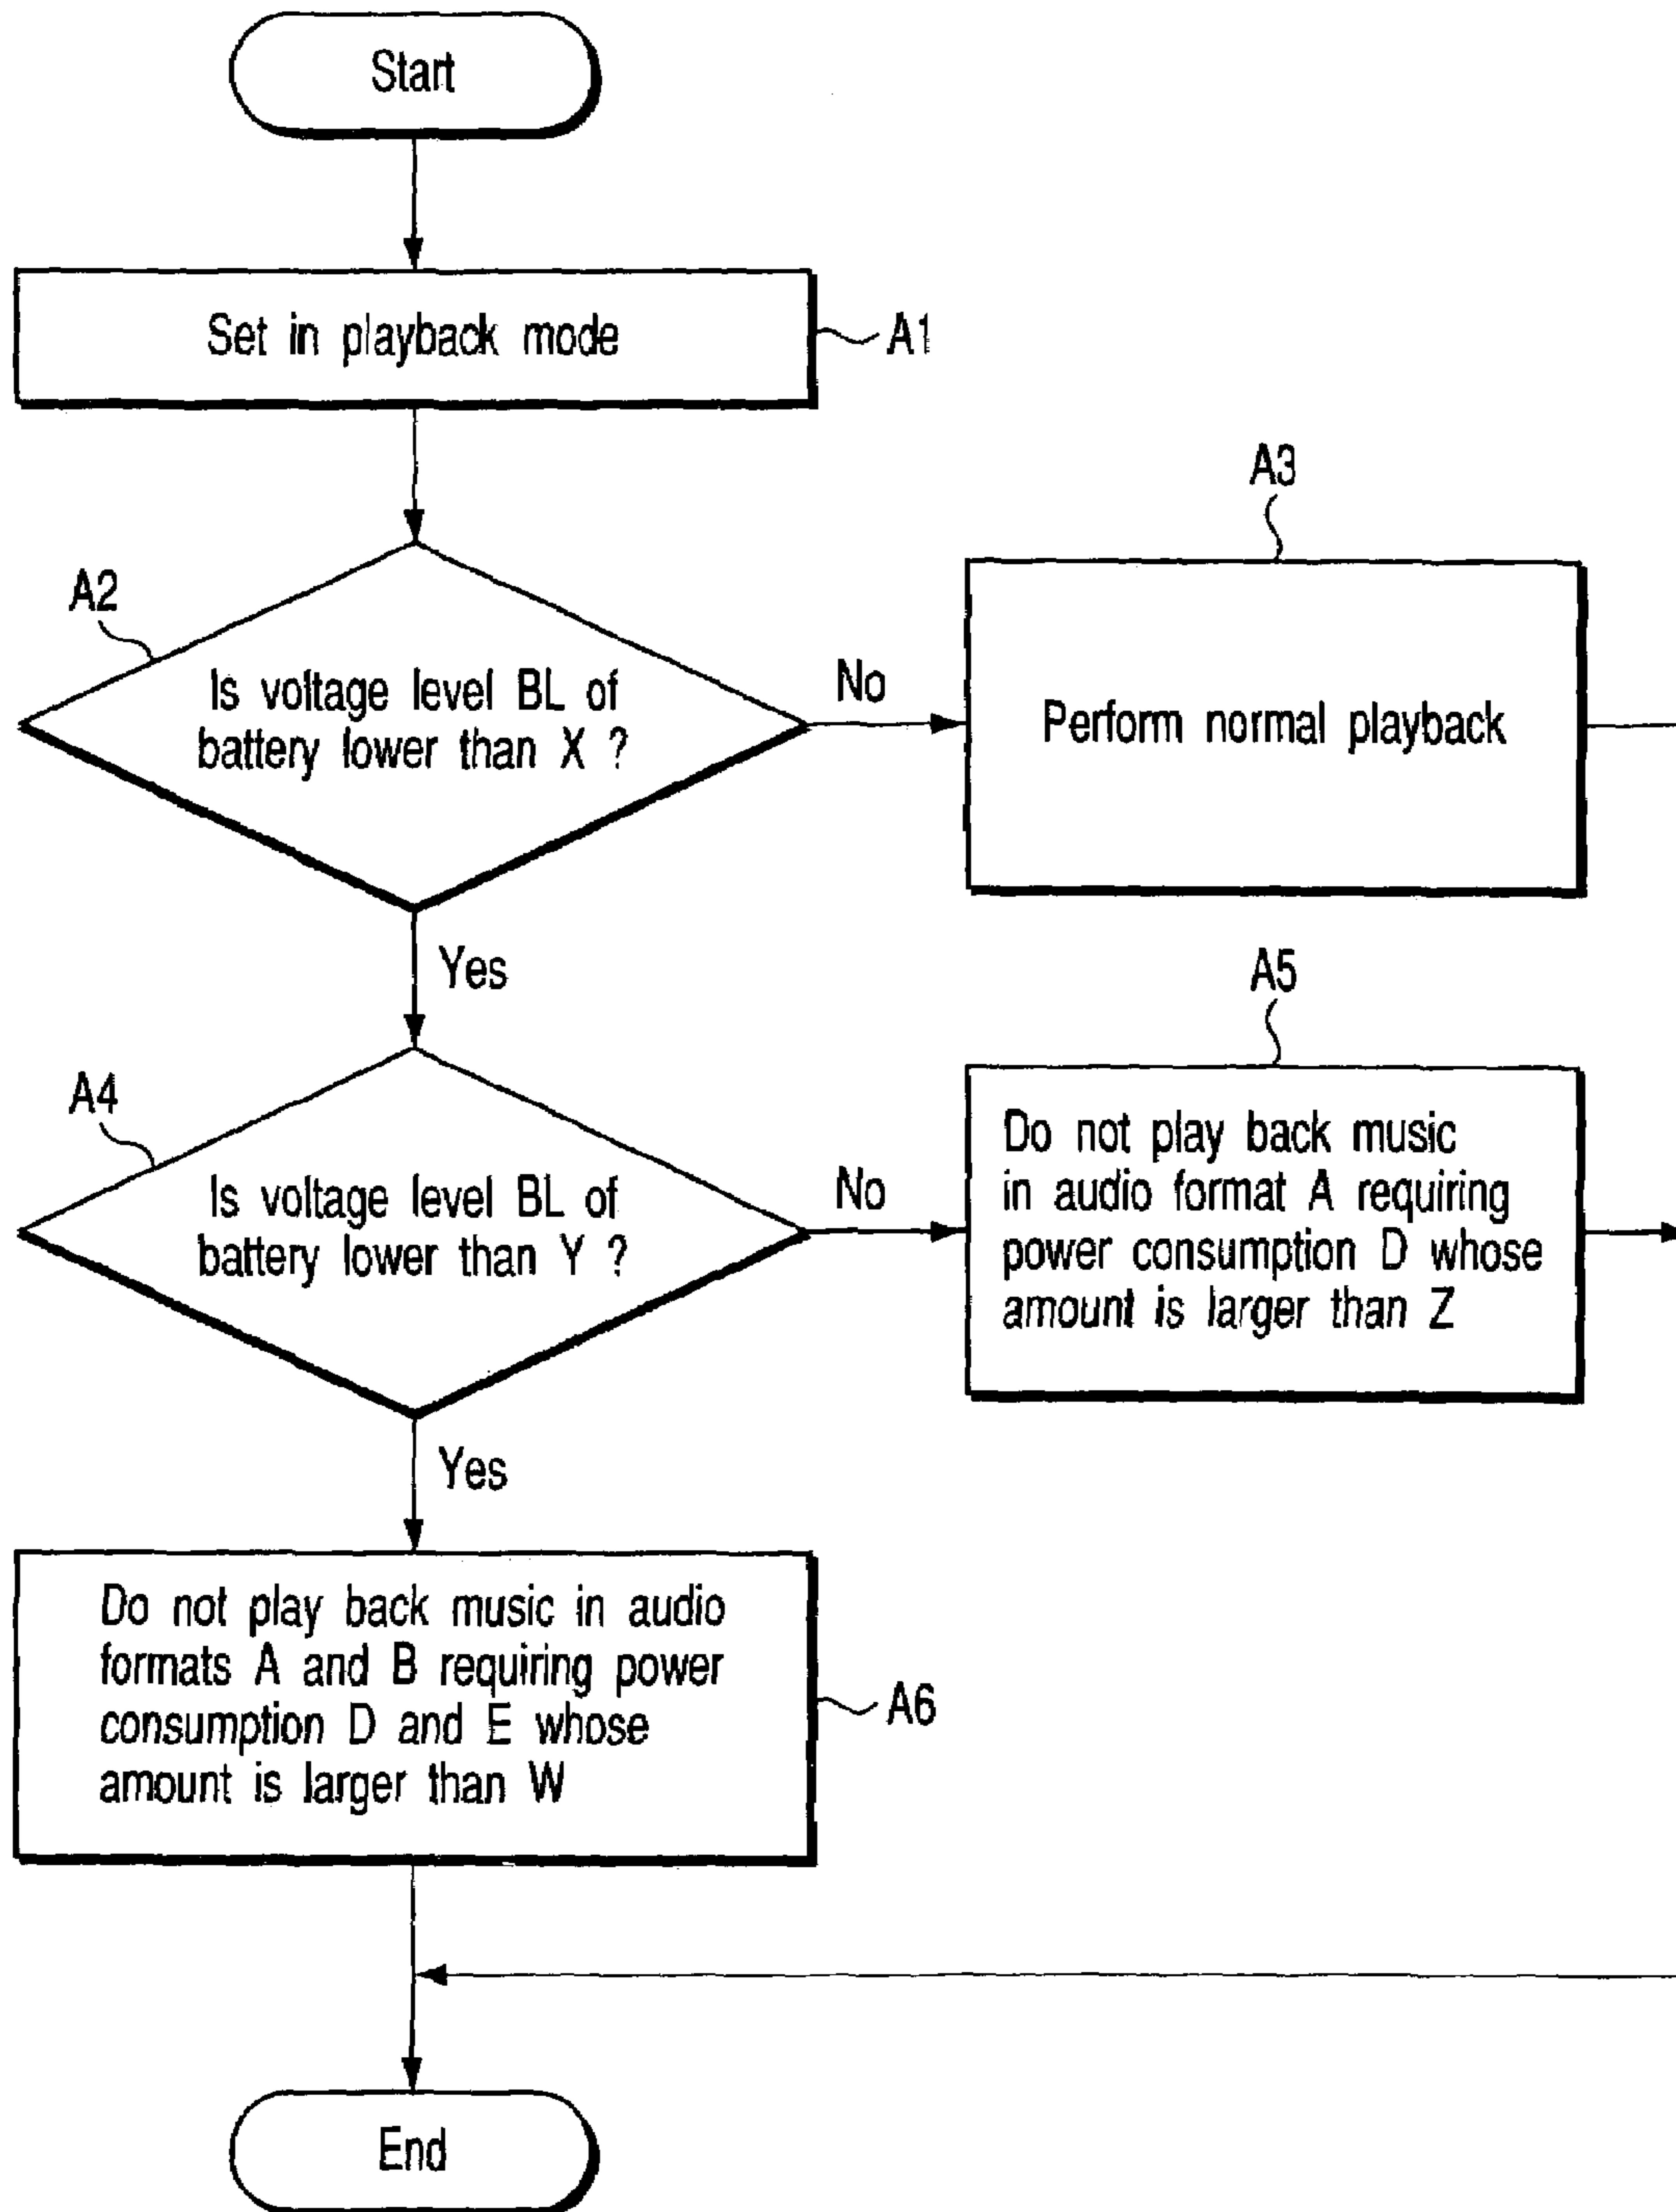 Start
Set in playback mode
A1
A2
Is voltage level BL of
battery lower than X ?
No
A3
Perform normal playback
Yes
A4
Is voltage level BL of
battery lower than Y ?
No
A5
Do not play back music
in audio format A requiring
power consumption D whose
amount is larger than Z
Yes
Do not play back music in audio
formats A and B requiring power
consumption D and E whose
amount is larger than W
A6
End